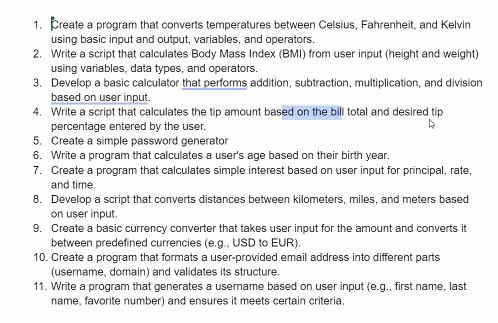 1. Create a program that converts temperatures between Celsius, Fahrenheit, and Kelvin
using basic input and output, variables, and operators.
2. Write a script that calculates Body Mass Index (BMI) from user input (height and weight)
using variables, data types, and operators.
3. Develop a basic calculator that performs addition, subtraction, multiplication, and division
based on user input.
4. Write a script that calculates the tip amount based on the bill total and desired tip
percentage entered by the user.
5. Create a simple password generator
6. Write a program that calculates a user's age based on their birth year.
7. Create a program that calculates simple interest based on user input for principal, rate,
and time.
8. Develop a script that converts distances between kilometers, miles, and meters based
on user input.
9. Create a basic currency converter that takes user input for the amount and converts it
between predefined currencies (e.g., USD to EUR).
10. Create a program that formats a user-provided email address into different parts
(username, domain) and validates its structure.
11. Write a program that generates a username based on user input (e.g., first name, last
name, favorite number) and ensures it meets certain criteria.